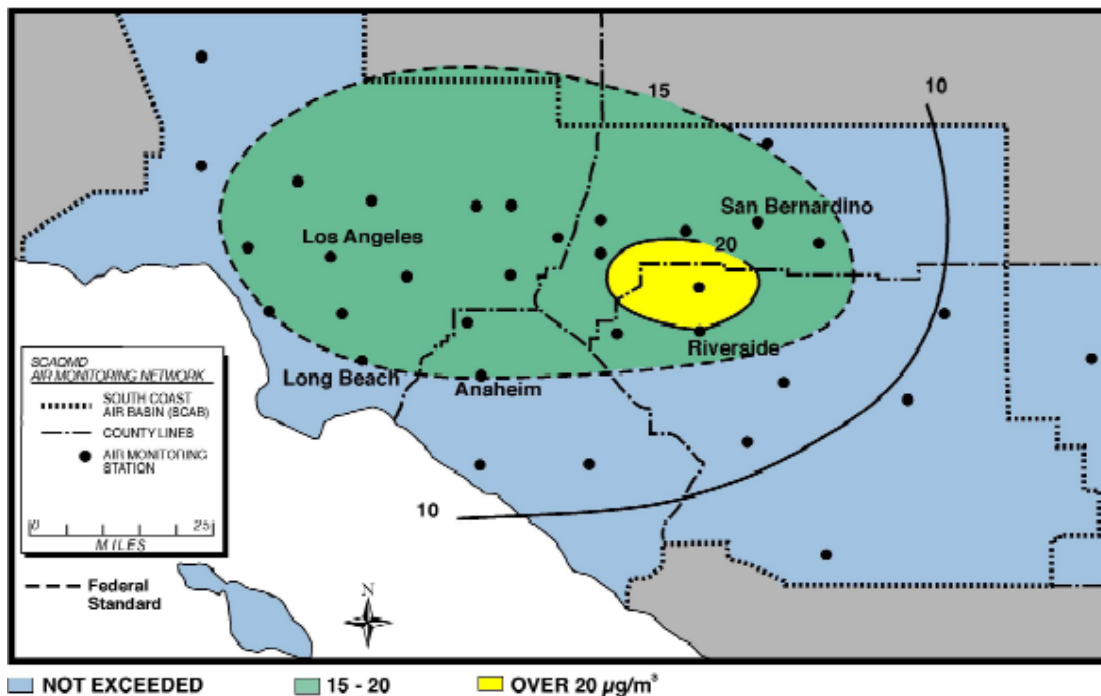 15
10
San Bernardino
Los Angeles
20
Riverside
Long Beach
Anaheim
10
SCAQMD
AIR MONITORING NETWORK
SOUTH COAST
AIR BASIN (SCAB)
COUNTY LINES
AIR MONITORING
STATION
0 25
MILES
Federal
Standard
N
NOT EXCEEDED 15 - 20 OVER 20 µg/m³